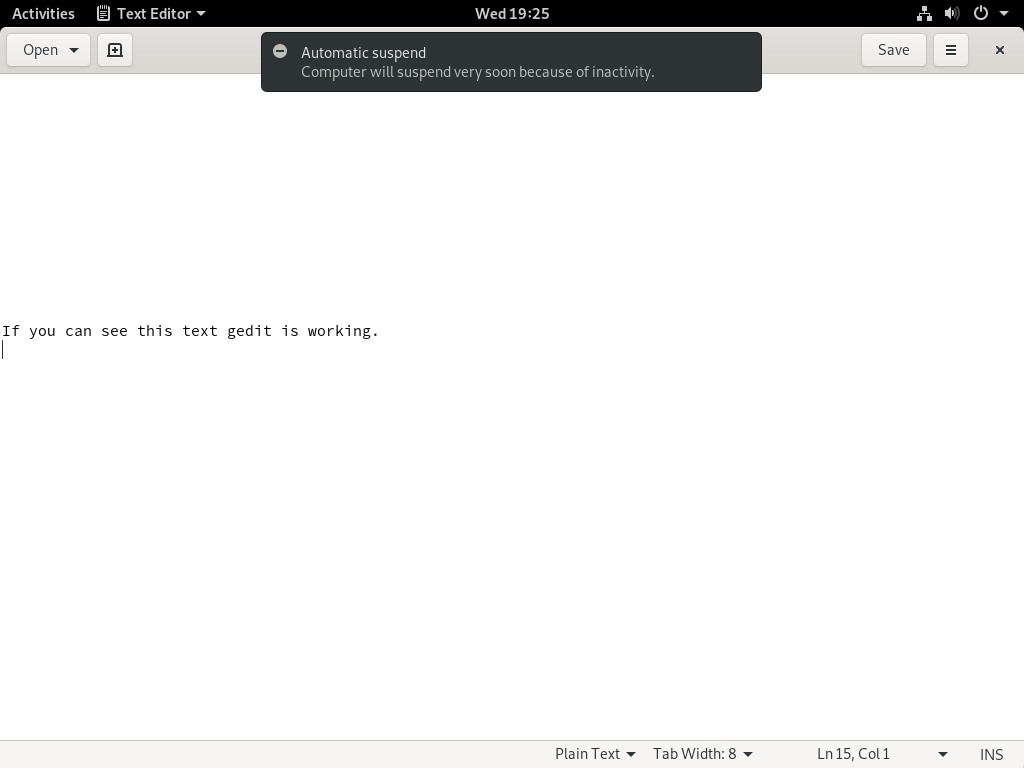 Activities Text Editor Wed 19:25
Open Save
Automatic suspend
Computer will suspend very soon because of inactivity.
If you can see this text gedit is working.
Plain Text Tab Width: 8 Ln 15, Col 1 INS